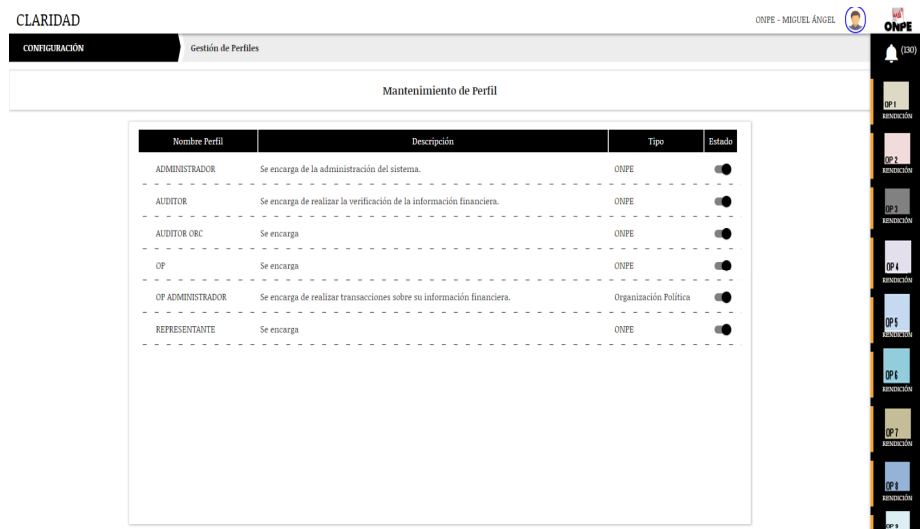 CLARIDAD
ONPE - MIGUEL ÁNGEL
ONPE
CONFIGURACIÓN
Gestión de Perfiles
(130)
Mantenimiento de Perfil
Nombre Perfil Descripción Tipo Estado
ADMINISTRADOR Se encarga de la administración del sistema. ONPE
AUDITOR Se encarga de realizar la verificación de la información financiera. ONPE
AUDITOR ORC Se encarga ONPE
OP Se encarga ONPE
OP ADMINISTRADOR Se encarga de realizar transacciones sobre su información financiera. Organización Política
REPRESENTANTE Se encarga ONPE
OP 1
RENDICIÓN
OP 2
RENDICIÓN
OP 3
RENDICIÓN
OP 4
RENDICIÓN
OP 5
RENDICIÓN
OP 6
RENDICIÓN
OP 7
RENDICIÓN
OP 8
RENDICIÓN
OP 9